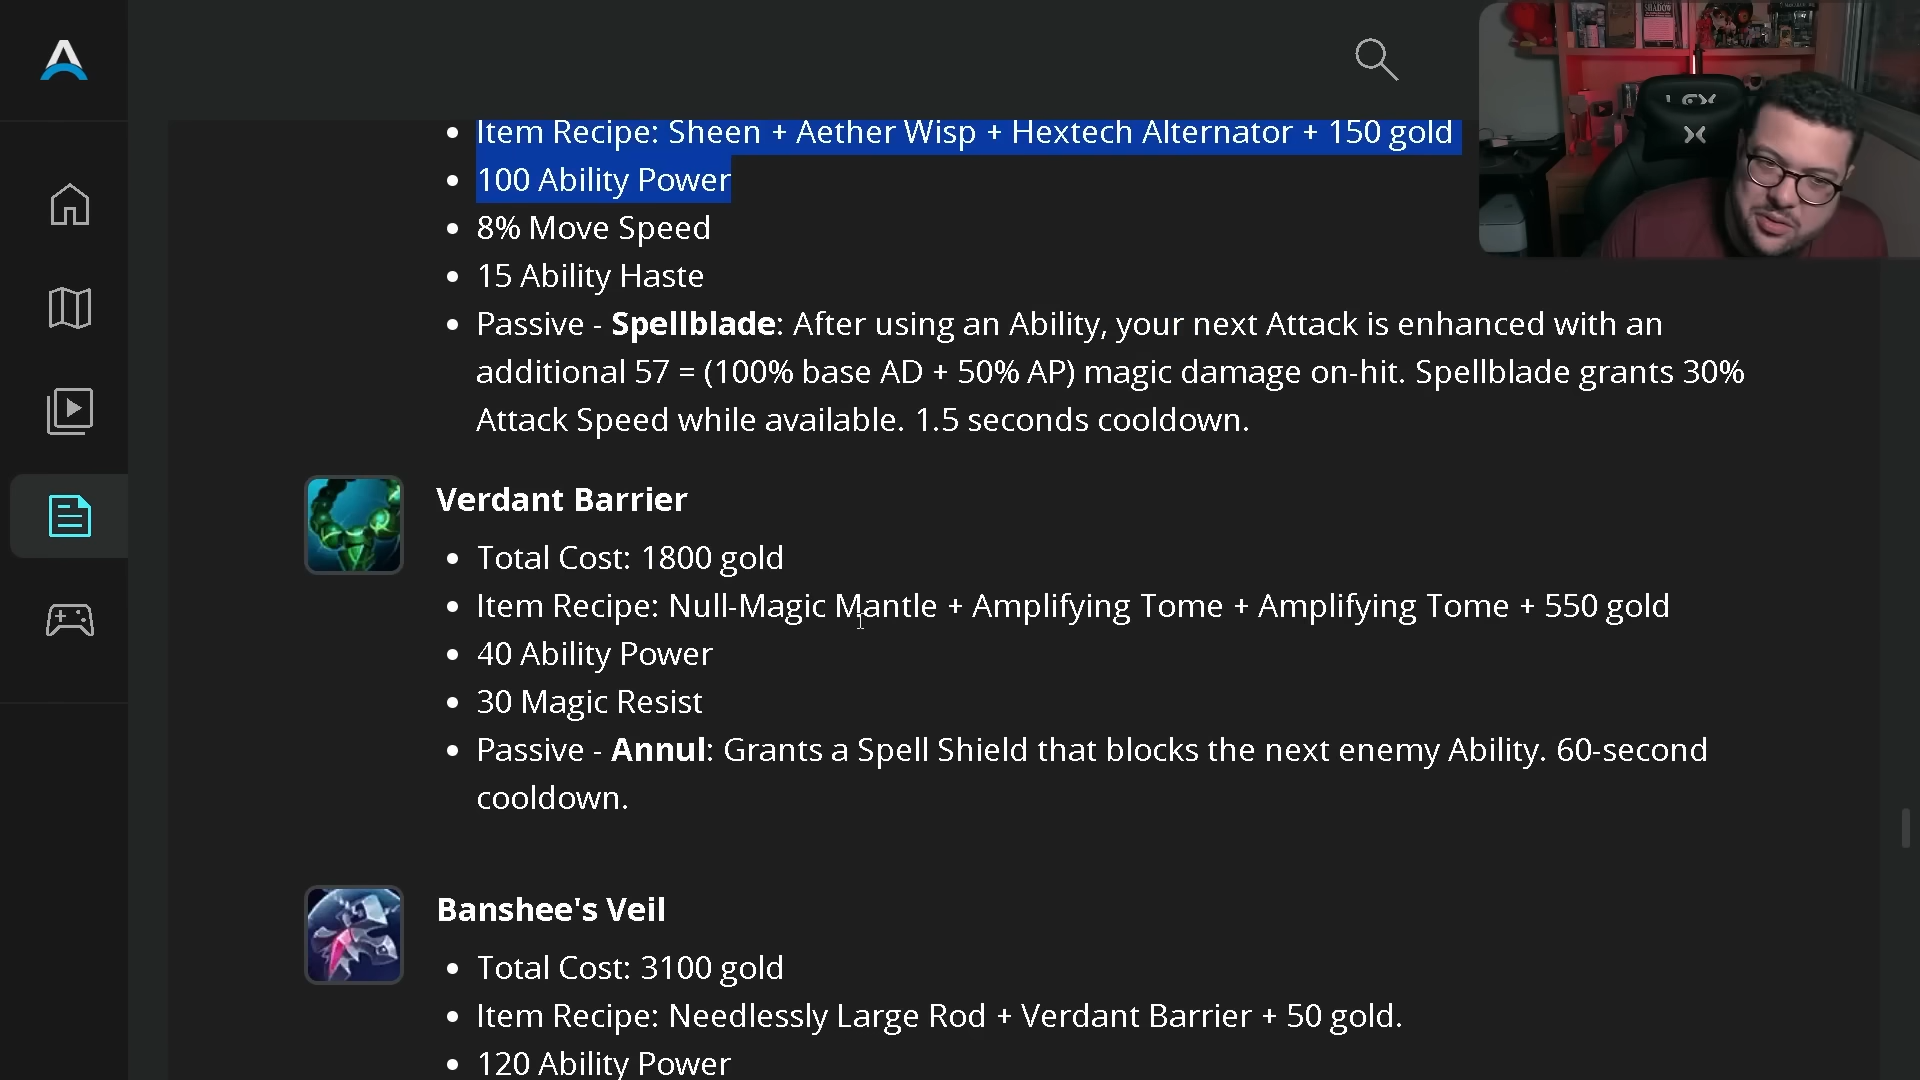 Item Recipe: Sheen + Aether Wisp + Hextech Alternator + 150 gold
100 Ability Power
8% Move Speed
15 Ability Haste
Passive - Spellblade: After using an Ability, your next Attack is enhanced with an
additional 57 = (100% base AD + 50% AP) magic damage on-hit. Spellblade grants 30%
Attack Speed while available. 1.5 seconds cooldown.
Verdant Barrier
Total Cost: 1800 gold
Item Recipe: Null-Magic Mantle + Amplifying Tome + Amplifying Tome + 550 gold
40 Ability Power
30 Magic Resist
Passive - Annul: Grants a Spell Shield that blocks the next enemy Ability. 60-second
cooldown.
Banshee's Veil
Total Cost: 3100 gold
Item Recipe: Needlessly Large Rod + Verdant Barrier + 50 gold.
120 Ability Power